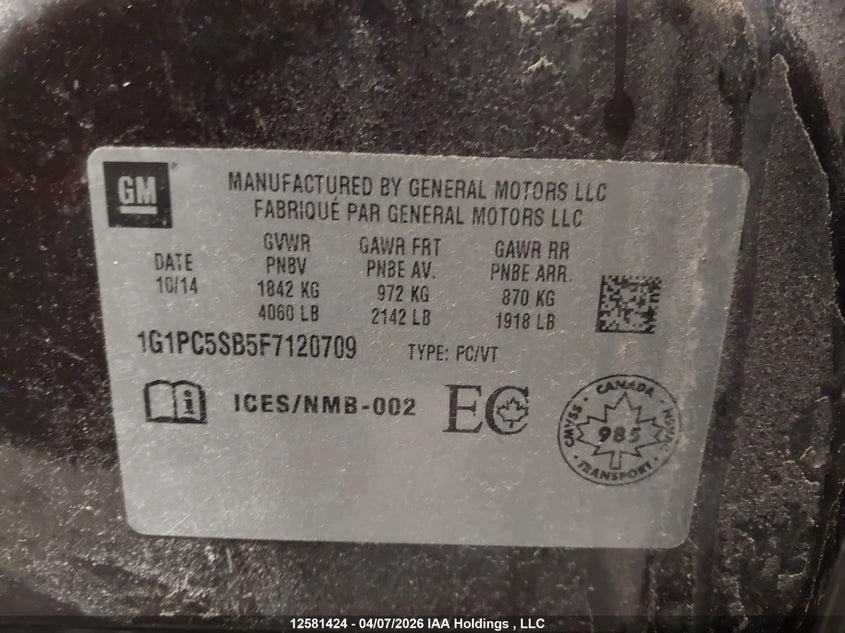 GM
MANUFACTURED BY GENERAL MOTORS LLC
FABRIQUÉ PAR GENERAL MOTORS LLC
DATE
10/14
GVWR
PNBV
1842 KG
4060 LB
GAWR FRT
PNBE AV.
972 KG
2142 LB
GAWR RR
PNBE ARR.
870 KG
1918 LB
1G1PC5SB5F7120709 TYPE: PC/VT
ICES/NMB-002
EC
CANADA
CMVSS
985
TRANSPORT
12581424 - 04/07/2026 IAA Holdings , LLC